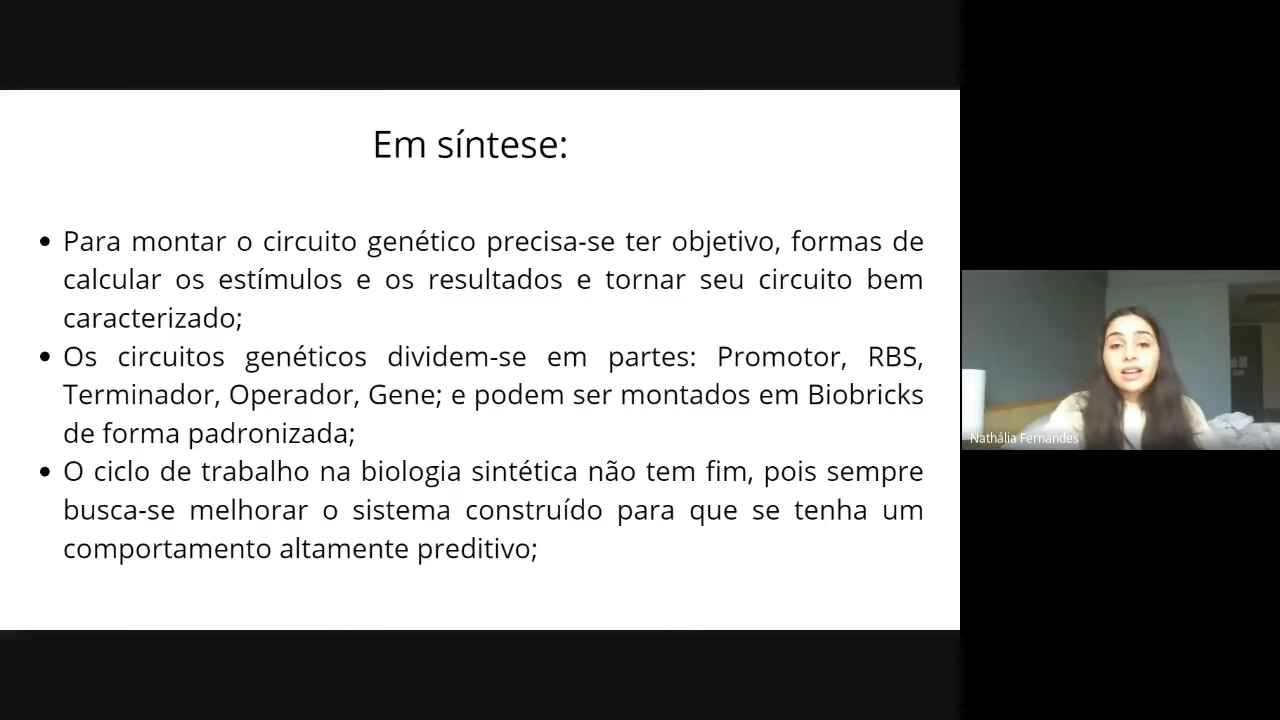 Em síntese:
• Para montar o circuito genético precisa-se ter objetivo, formas de
calcular os estímulos e os resultados e tornar seu circuito bem
caracterizado;
• Os circuitos genéticos dividem-se em partes: Promotor, RBS,
Terminador, Operador, Gene; e podem ser montados em Biobricks
de forma padronizada;
• O ciclo de trabalho na biologia sintética não tem fim, pois sempre
busca-se melhorar o sistema construído para que se tenha um
comportamento altamente preditivo;
Nathália Fernandes